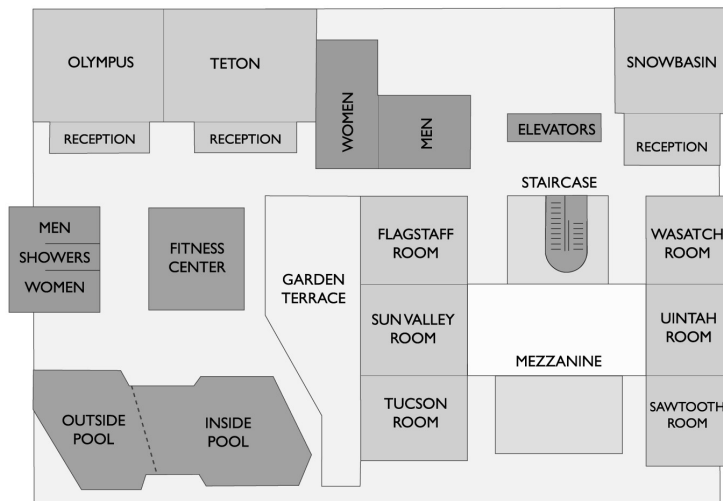 OLYMPUS
TETON
SNOWBASIN
RECEPTION
RECEPTION
WOMEN
MEN
ELEVATORS
RECEPTION
STAIRCASE
MEN
SHOWERS
WOMEN
FITNESS
CENTER
GARDEN
TERRACE
FLAGSTAFF
ROOM
WASATCH
ROOM
SUN VALLEY
ROOM
MEZZANINE
UINTAH
ROOM
OUTSIDE
POOL
INSIDE
POOL
TUCSON
ROOM
SAWTOOTH
ROOM